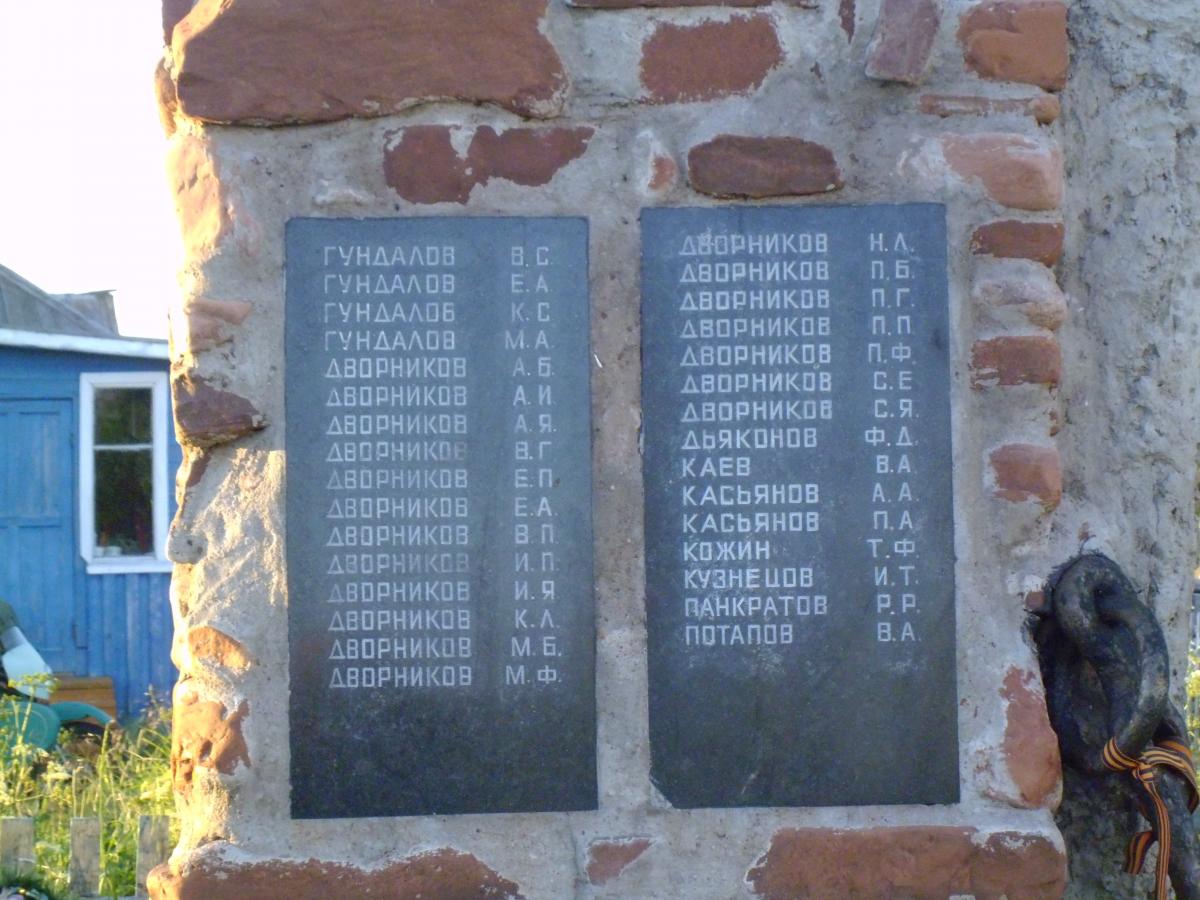 ГУНДАЛОВ В.С.
ГУНДАЛОВ Е.А
ГУНДАЛОБ К.С
ГУНДАЛОВ М.А.
ДВОРНИКОВ А.Б.
ДВОРНИКОВ А.И
ДВОРНИКОВ А.Я.
ДВОРНИКОВ В.Г
ДВОРНИКОВ Е.П
ДВОРНИКОВ Е.А.
ДВОРНИКОВ В.П
ДВОРНИКОВ И.П
ДВОРНИКОВ И.Я
ДВОРНИКОВ К.Л.
ДВОРНИКОВ М.Б.
ДВОРНИКОВ М.Ф.
ДВОРНИКОВ Н.Л.
ДВОРНИКОВ П.Б.
ДВОРНИКОВ П.Г.
ДВОРНИКОВ П.П
ДВОРНИКОВ П.Ф.
ДВОРНИКОВ С.Е
ДВОРНИКОВ С.Я.
ДЬЯКОНОВ Ф.Д.
КАЕВ В.А.
КАСЬЯНОВ А.А.
КАСЬЯНОВ П.А
КОЖИН Т.Ф.
КУЗНЕЦОВ И.Т.
ПАНКРАТОВ Р.Р.
ПОТАПОВ В.А.